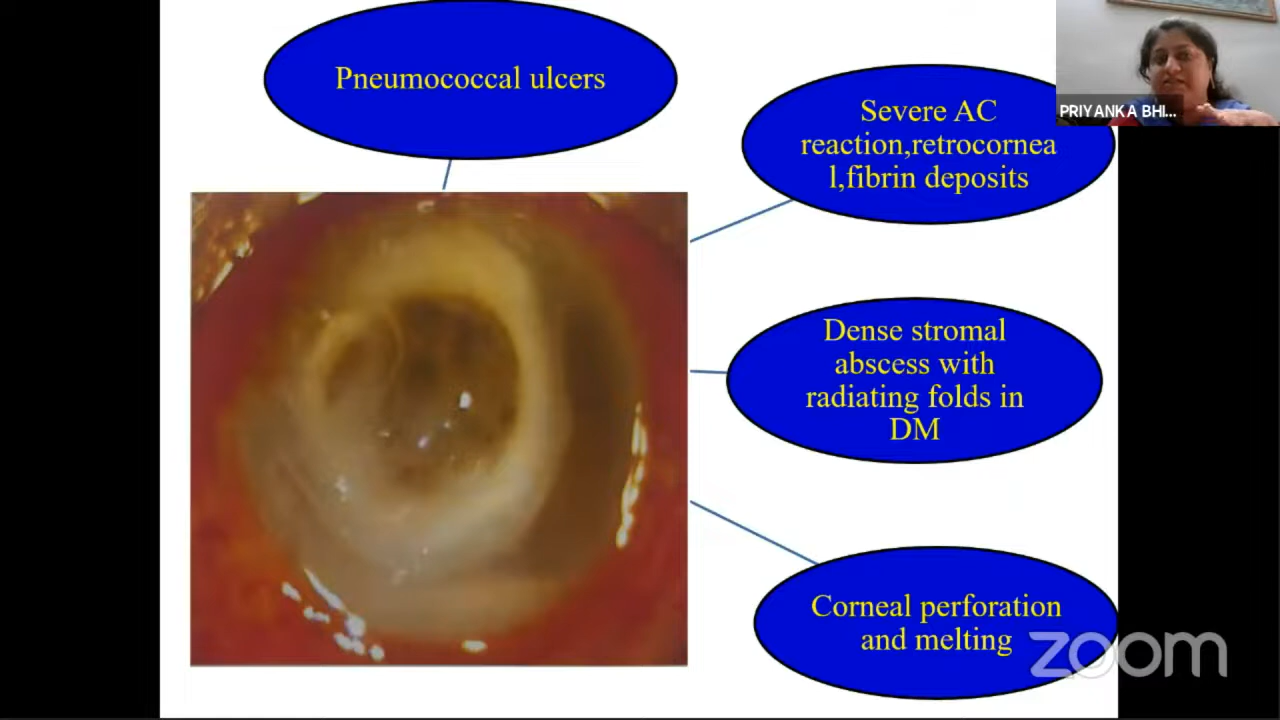 Pneumococcal ulcers
Severe AC
reaction,retrocornea
l,fibrin deposits
PRIYANKA BHI...
Dense stromal
abscess with
radiating folds in
DM
Corneal perforation
and melting
zoom